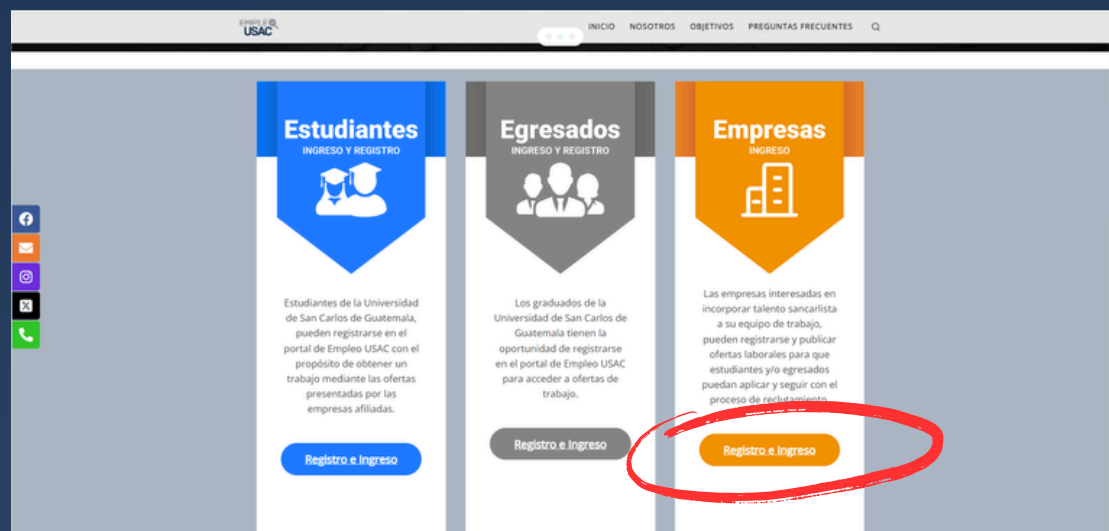 EMPLEO
USAC
INICIO NOSOTROS OBJETIVOS PREGUNTAS FRECUENTES
Estudiantes
INGRESO Y REGISTRO
Estudiantes de la Universidad
de San Carlos de Guatemala,
pueden registrarse en el
portal de Empleo USAC con el
propósito de obtener un
trabajo mediante las ofertas
presentadas por las
empresas afiliadas.
Registro e Ingreso
Egresados
INGRESO Y REGISTRO
Los graduados de la
Universidad de San Carlos de
Guatemala tienen la
oportunidad de registrarse
en el portal de Empleo USAC
para acceder a ofertas de
trabajo.
Registro e Ingreso
Empresas
INGRESO
Las empresas interesadas en
incorporar talento sancarlista
a su equipo de trabajo,
pueden registrarse y publicar
ofertas laborales para que
estudiantes y/o egresados
puedan aplicar y seguir con el
proceso de reclutamiento.
Registro e Ingreso